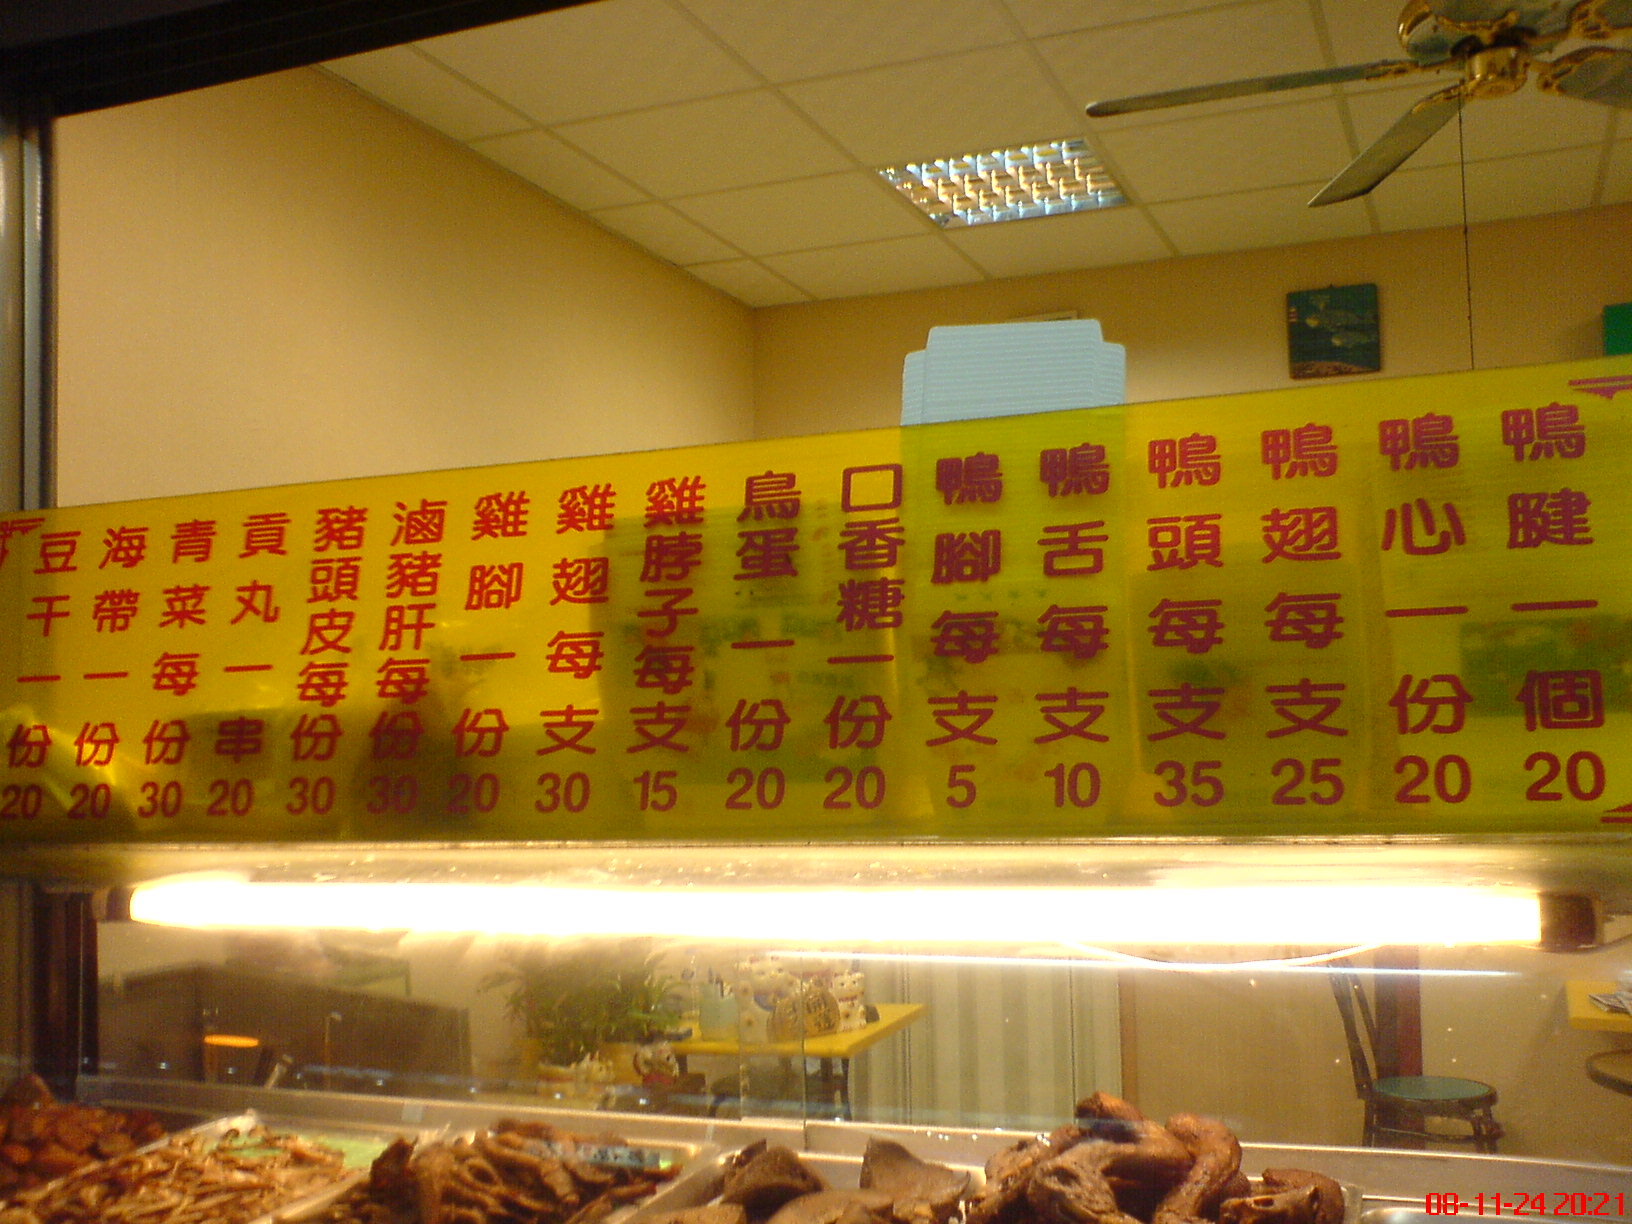 鴨腱一個20
鴨心一份20
鴨翅每支25
鴨頭每支35
鴨舌每支10
鴨腳每支5
口香糖一份20
鳥蛋一份20
雞脖子每支15
雞翅每支30
雞腳一份20
滷豬肝每份30
豬頭皮每份30
貢丸一串20
青菜每份30
海帶一份20
豆干一份20
08-11-24 20:21